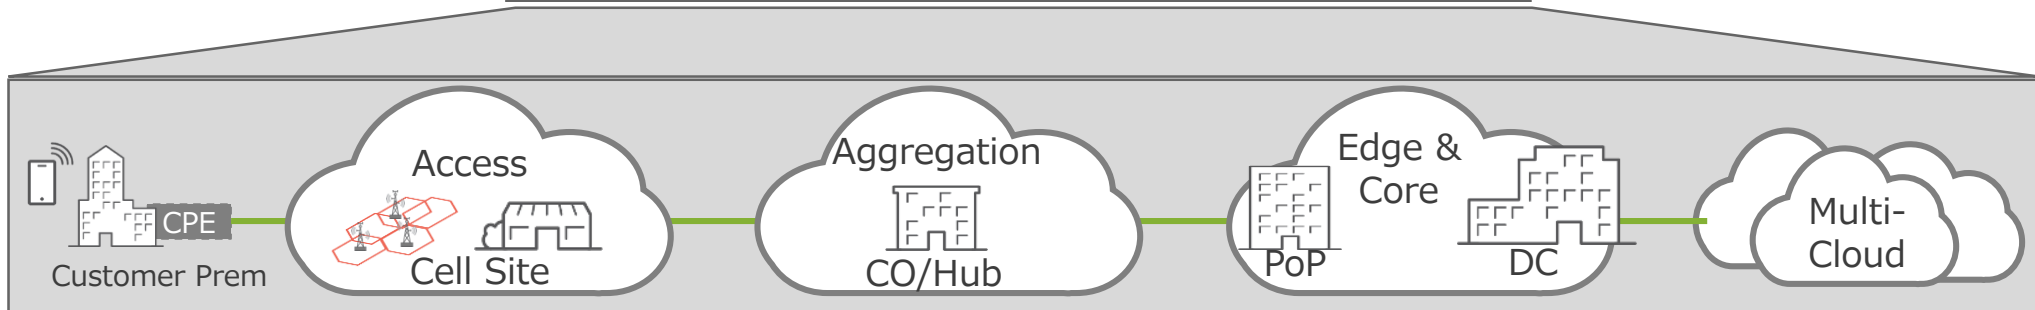 CPE
Customer Prem
Access
Cell Site
Aggregation
CO/Hub
Edge &
Core
PoP
DC
Multi-
Cloud